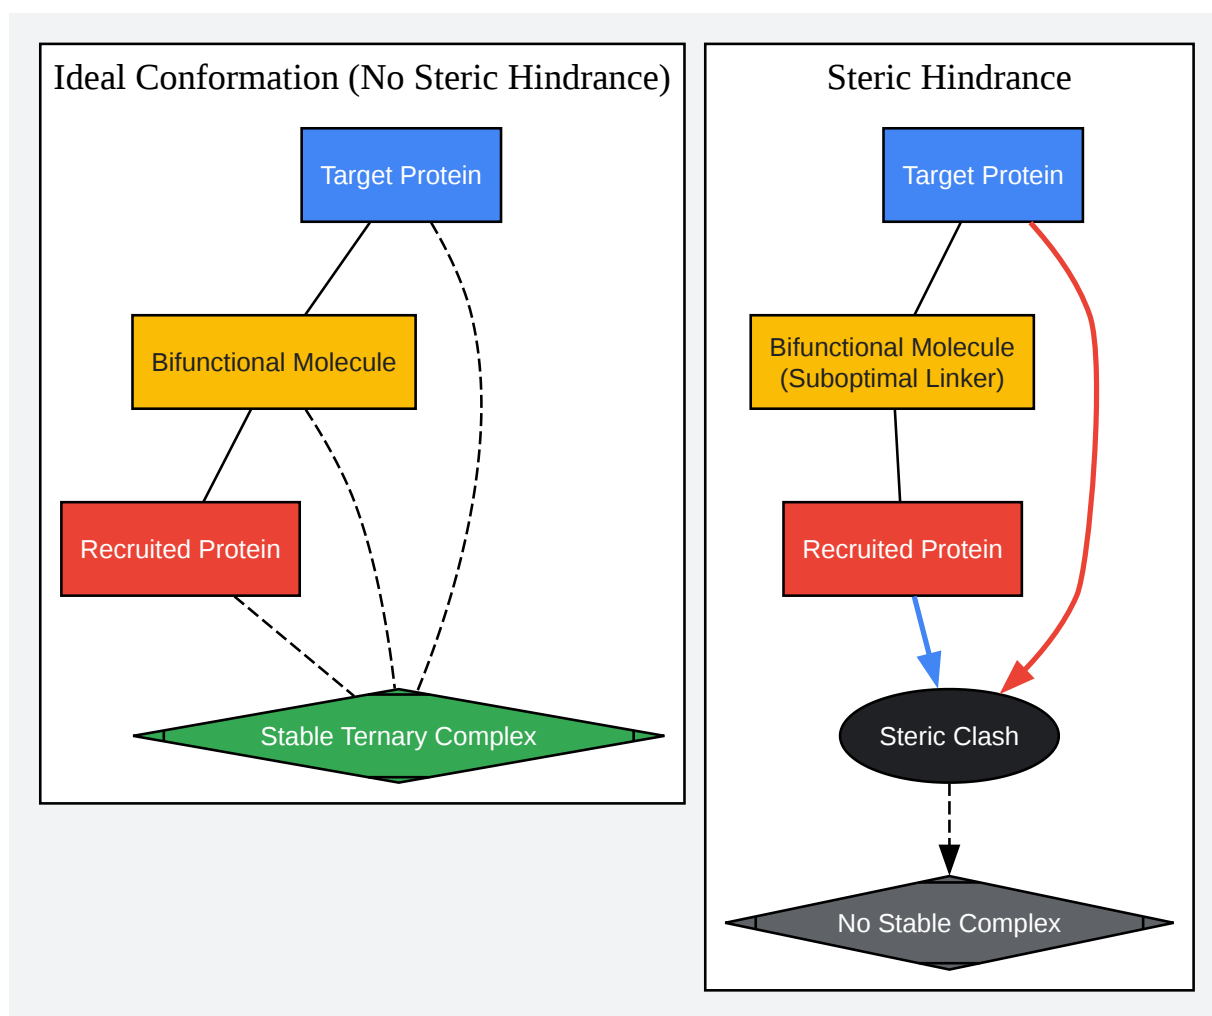 Ideal Conformation (No Steric Hindrance)
Target Protein
Bifunctional Molecule
Recruited Protein
Stable Ternary Complex
Steric Hindrance
Target Protein
Bifunctional Molecule
(Suboptimal Linker)
Recruited Protein
Steric Clash
No Stable Complex